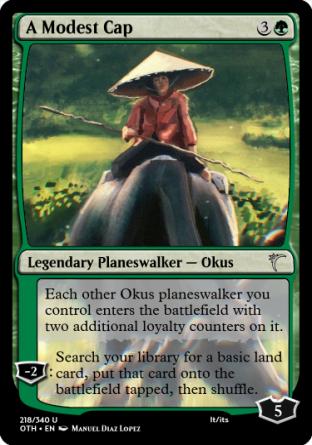 A Modest Cap 3
Legendary Planeswalker — Okus
Each other Okus planeswalker you
control enters the battlefield with
two additional loyalty counters on it.
-2: Search your library for a basic land
card, put that card onto the
battlefield tapped, then shuffle.
5
218/340 U It/its
OTH • EN Manuel Diaz Lopez